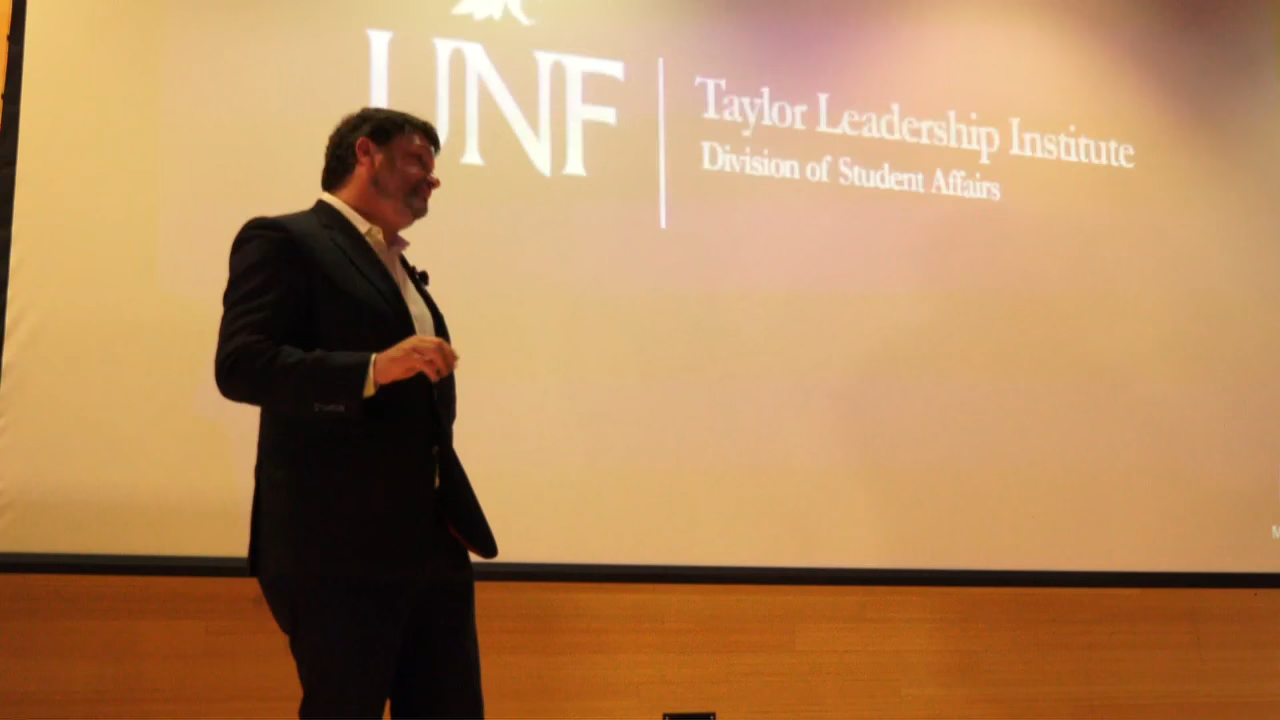 UNF
Taylor Leadership Institute
Division of Student Affairs
M